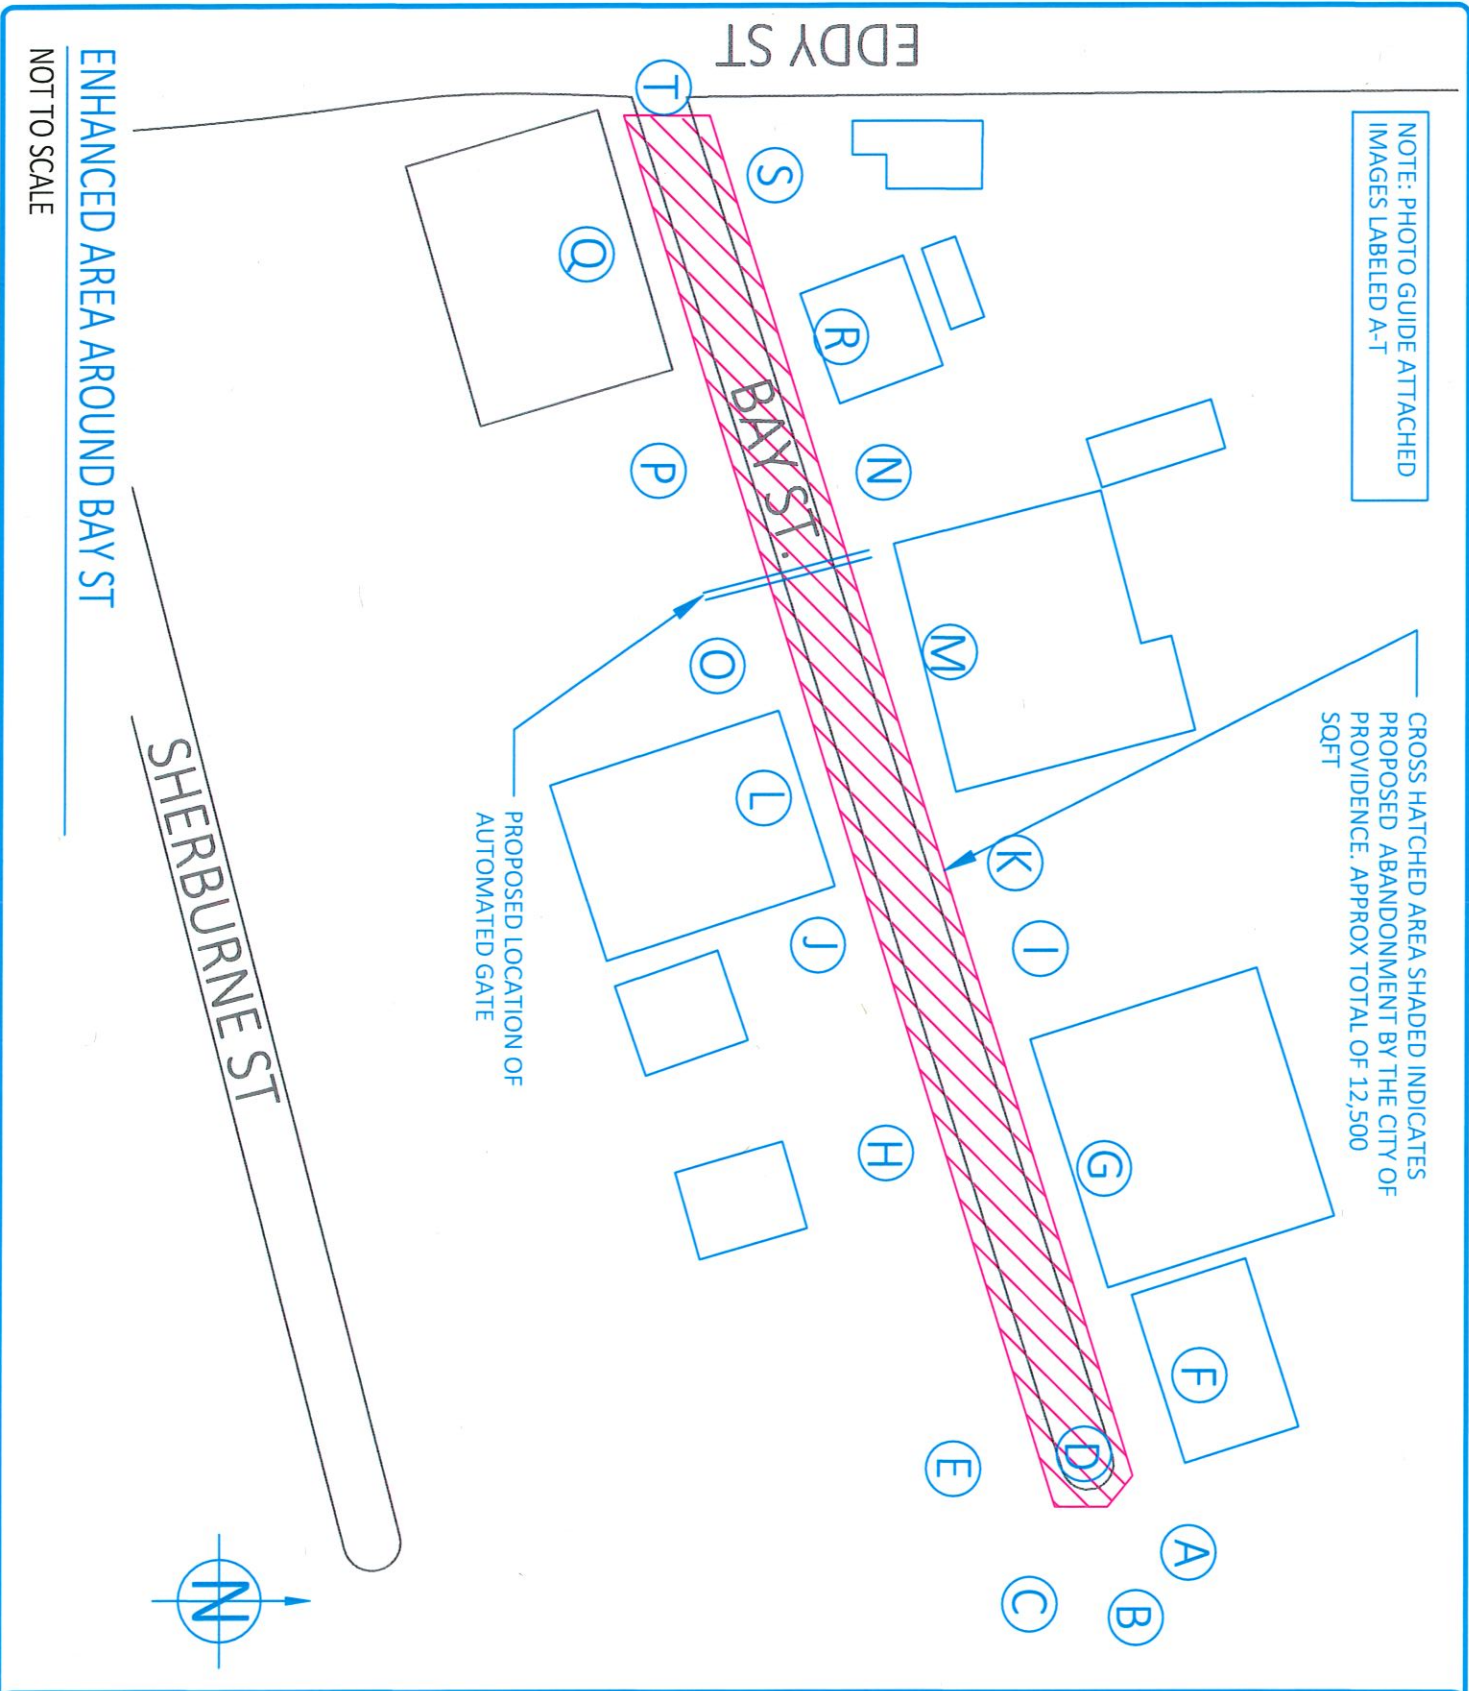 NOTE: PHOTO GUIDE ATTACHED
IMAGES LABELED A-T
CROSS HATCHED AREA SHADED INDICATES
PROPOSED ABANDONMENT BY THE CITY OF
PROVIDENCE. APPROX TOTAL OF 12,500
SQFT
EDDY ST
T
S
R
Q
N
P
BAY ST.
M
O
K
I
L
J
G
H
F
D
E
A
B
C
PROPOSED LOCATION OF
AUTOMATED GATE
SHERBURNE ST
N
ENHANCED AREA AROUND BAY ST
NOT TO SCALE